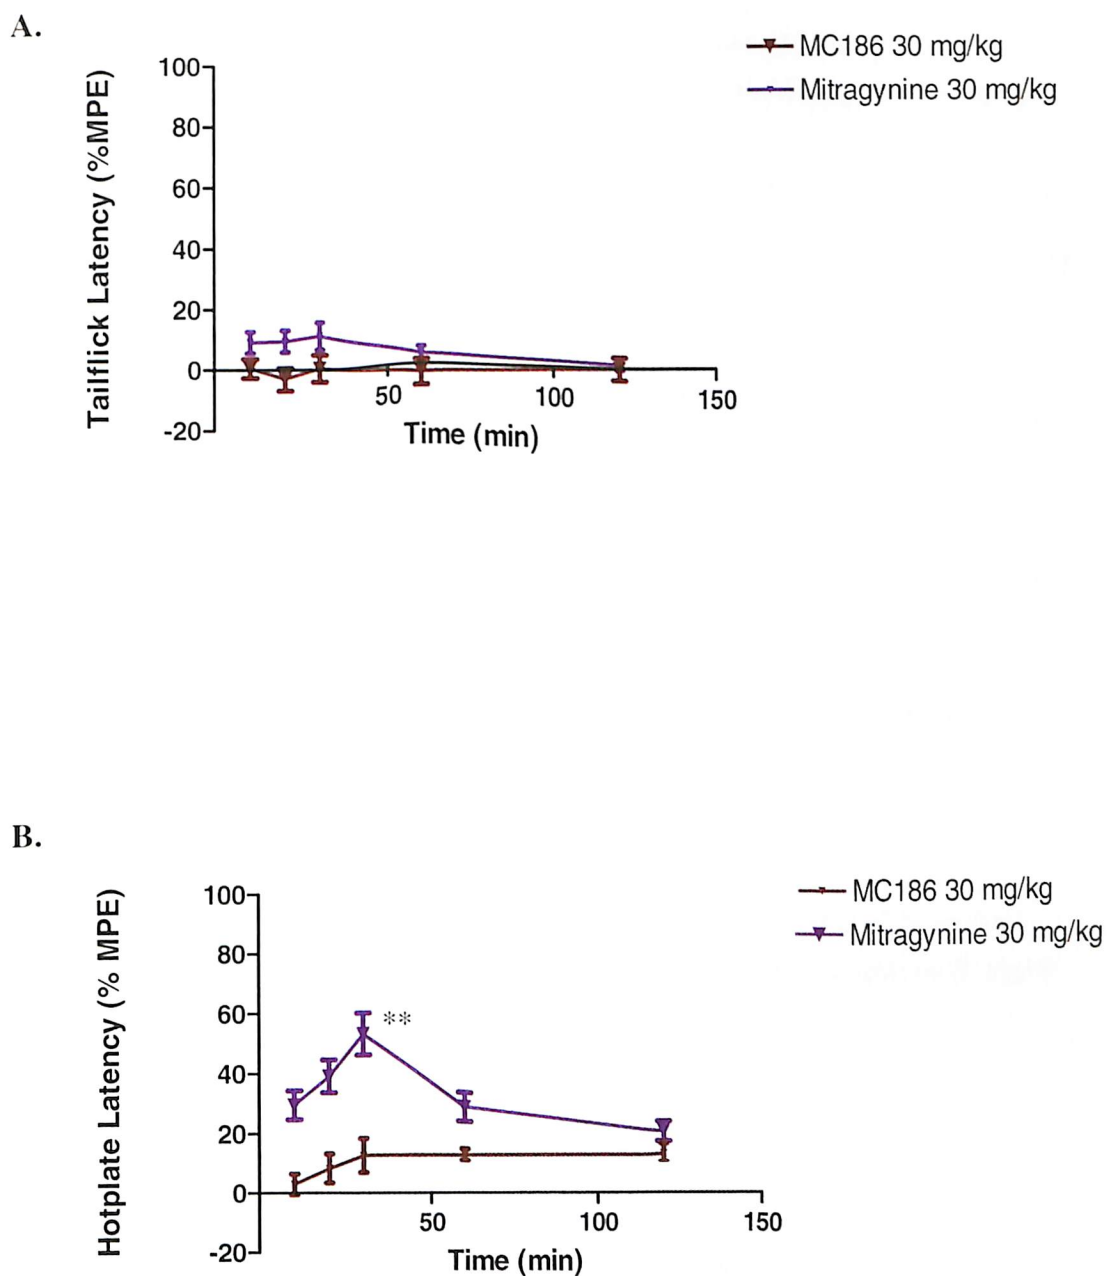 A.
MC186 30 mg/kg
Mitragynine 30 mg/kg
Tailflick Latency (%MPE)
100
80
60
40
20
0
-20
50
100
150
Time (min)
B.
MC186 30 mg/kg
Mitragynine 30 mg/kg
Hotplate Latency (% MPE)
100
80
60
40
20
0
-20
**
50
100
150
Time (min)